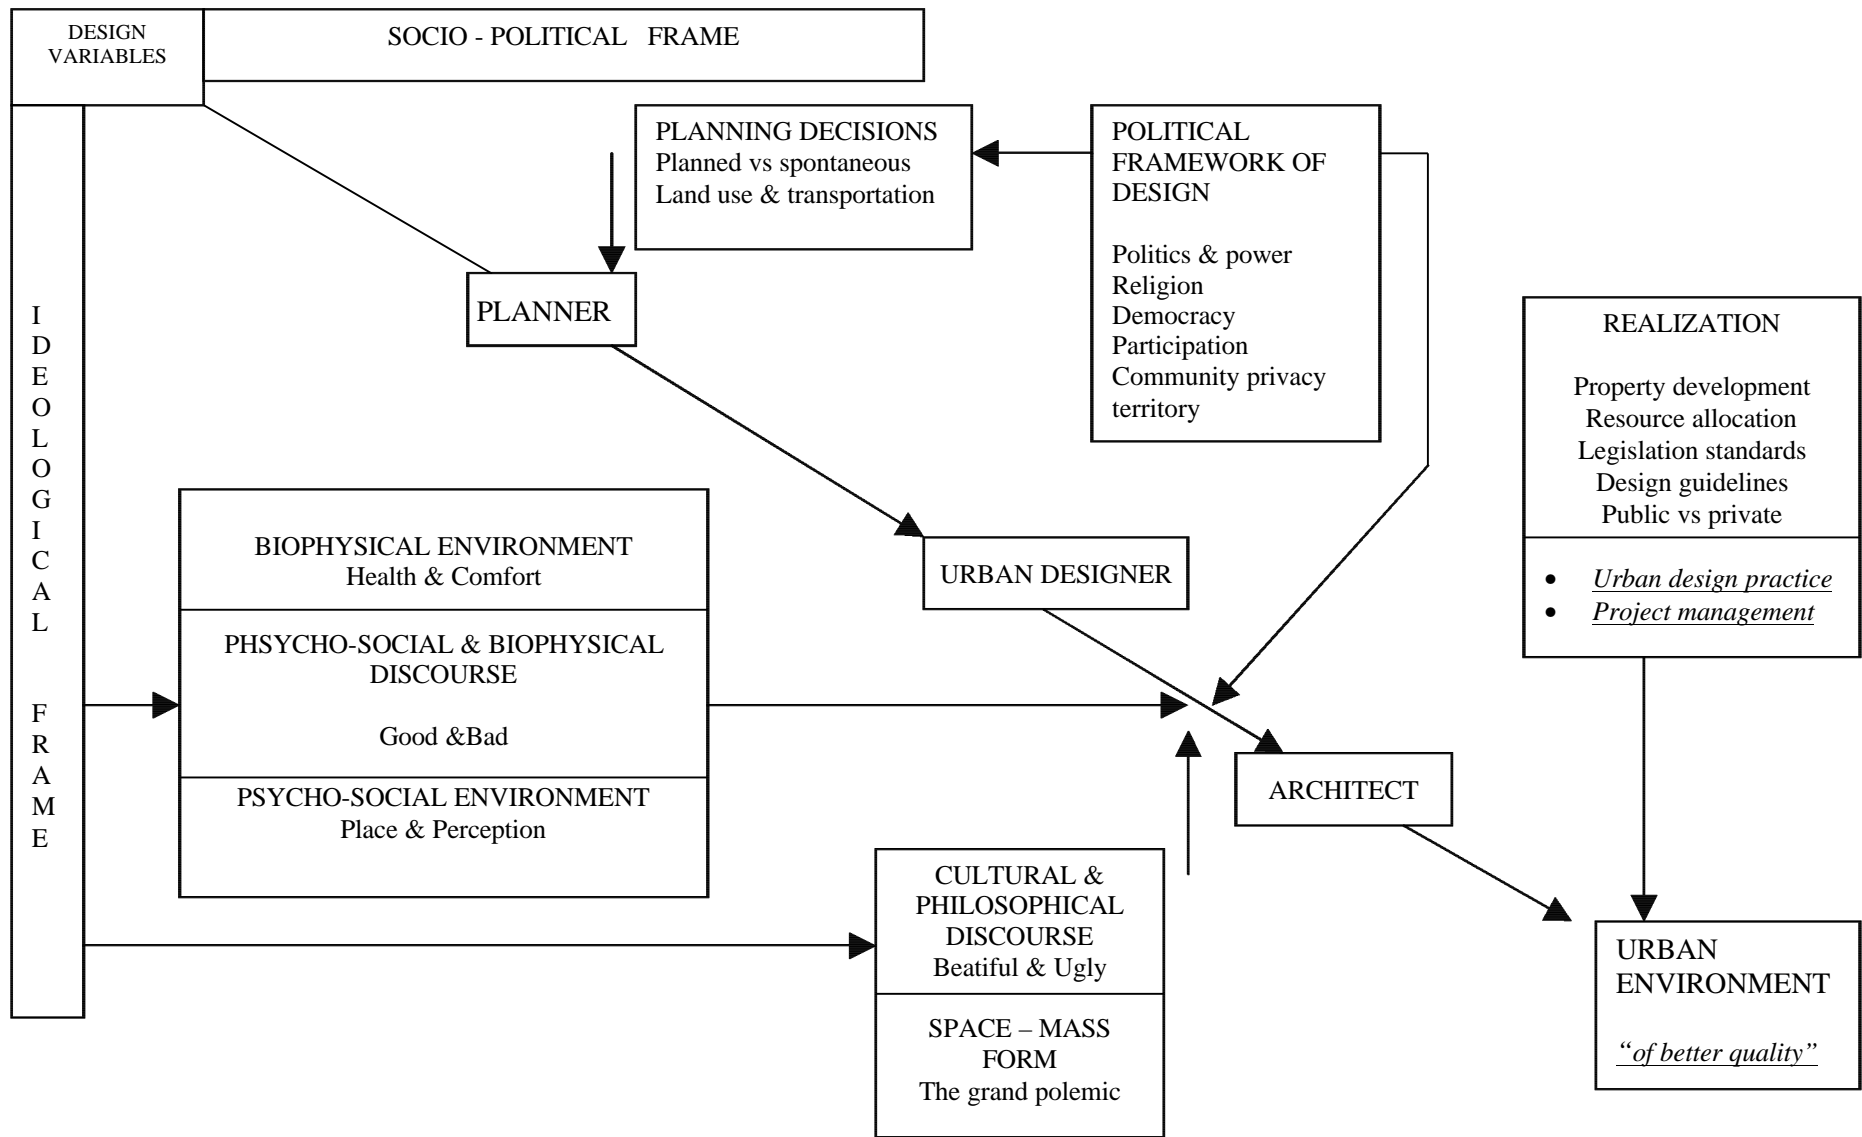 DESIGN
VARIABLES
SOCIO - POLITICAL FRAME
PLANNING DECISIONS
Planned vs spontaneous
Land use & transportation
POLITICAL
FRAMEWORK OF
DESIGN
Politics & power
Religion
Democracy
Participation
Community privacy
territory
PLANNER
REALIZATION
Property development
Resource allocation
Legislation standards
Design guidelines
Public vs private
• Urban design practice
• Project management
I
D
E
O
L
O
G
I
C
A
L
F
R
A
M
E
BIOPHYSICAL ENVIRONMENT
Health & Comfort
PHSYCHO-SOCIAL & BIOPHYSICAL
DISCOURSE
Good &Bad
PSYCHO-SOCIAL ENVIRONMENT
Place & Perception
URBAN DESIGNER
ARCHITECT
CULTURAL &
PHILOSOPHICAL
DISCOURSE
Beatiful & Ugly
SPACE – MASS
FORM
The grand polemic
URBAN
ENVIRONMENT
“of better quality”